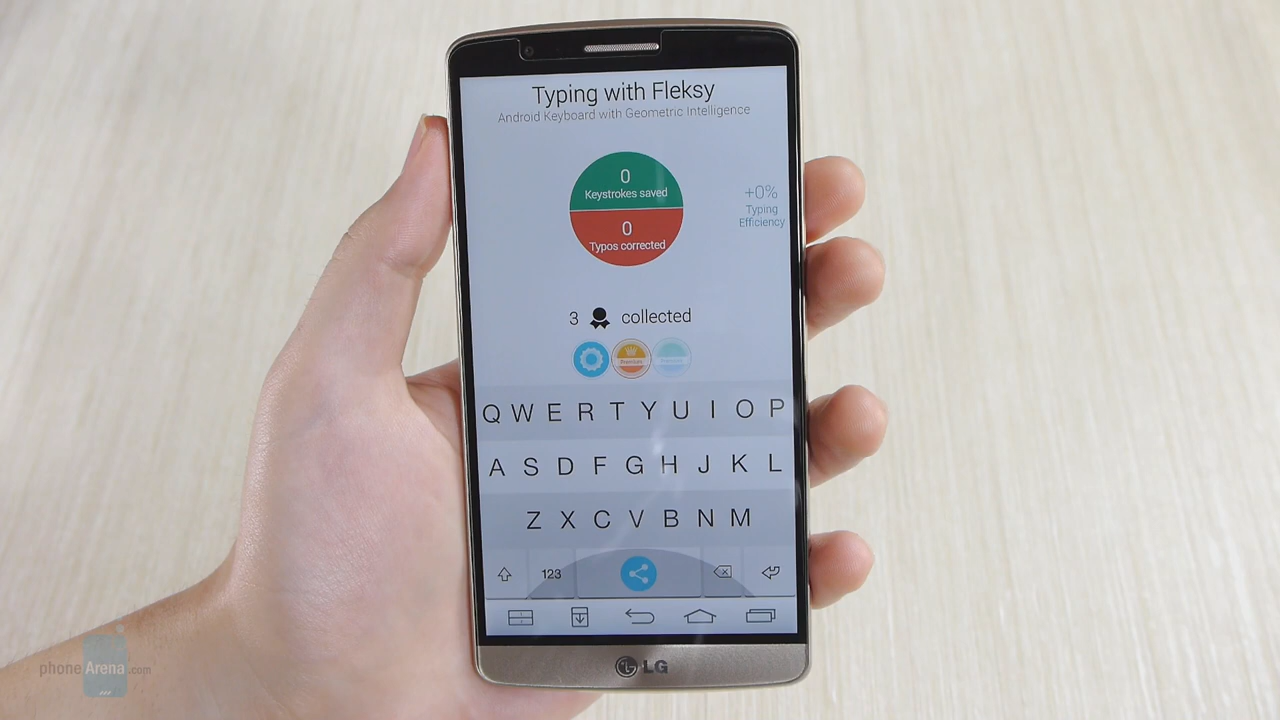 Typing with Fleksy
Android Keyboard with Geometric Intelligence
0
Keystrokes saved
0
Typos corrected
+0%
Typing
Efficiency
3 collected
Premium
Q W E R T Y U I O P
A S D F G H J K L
Z X C V B N M
123
LG
phoneArena.com